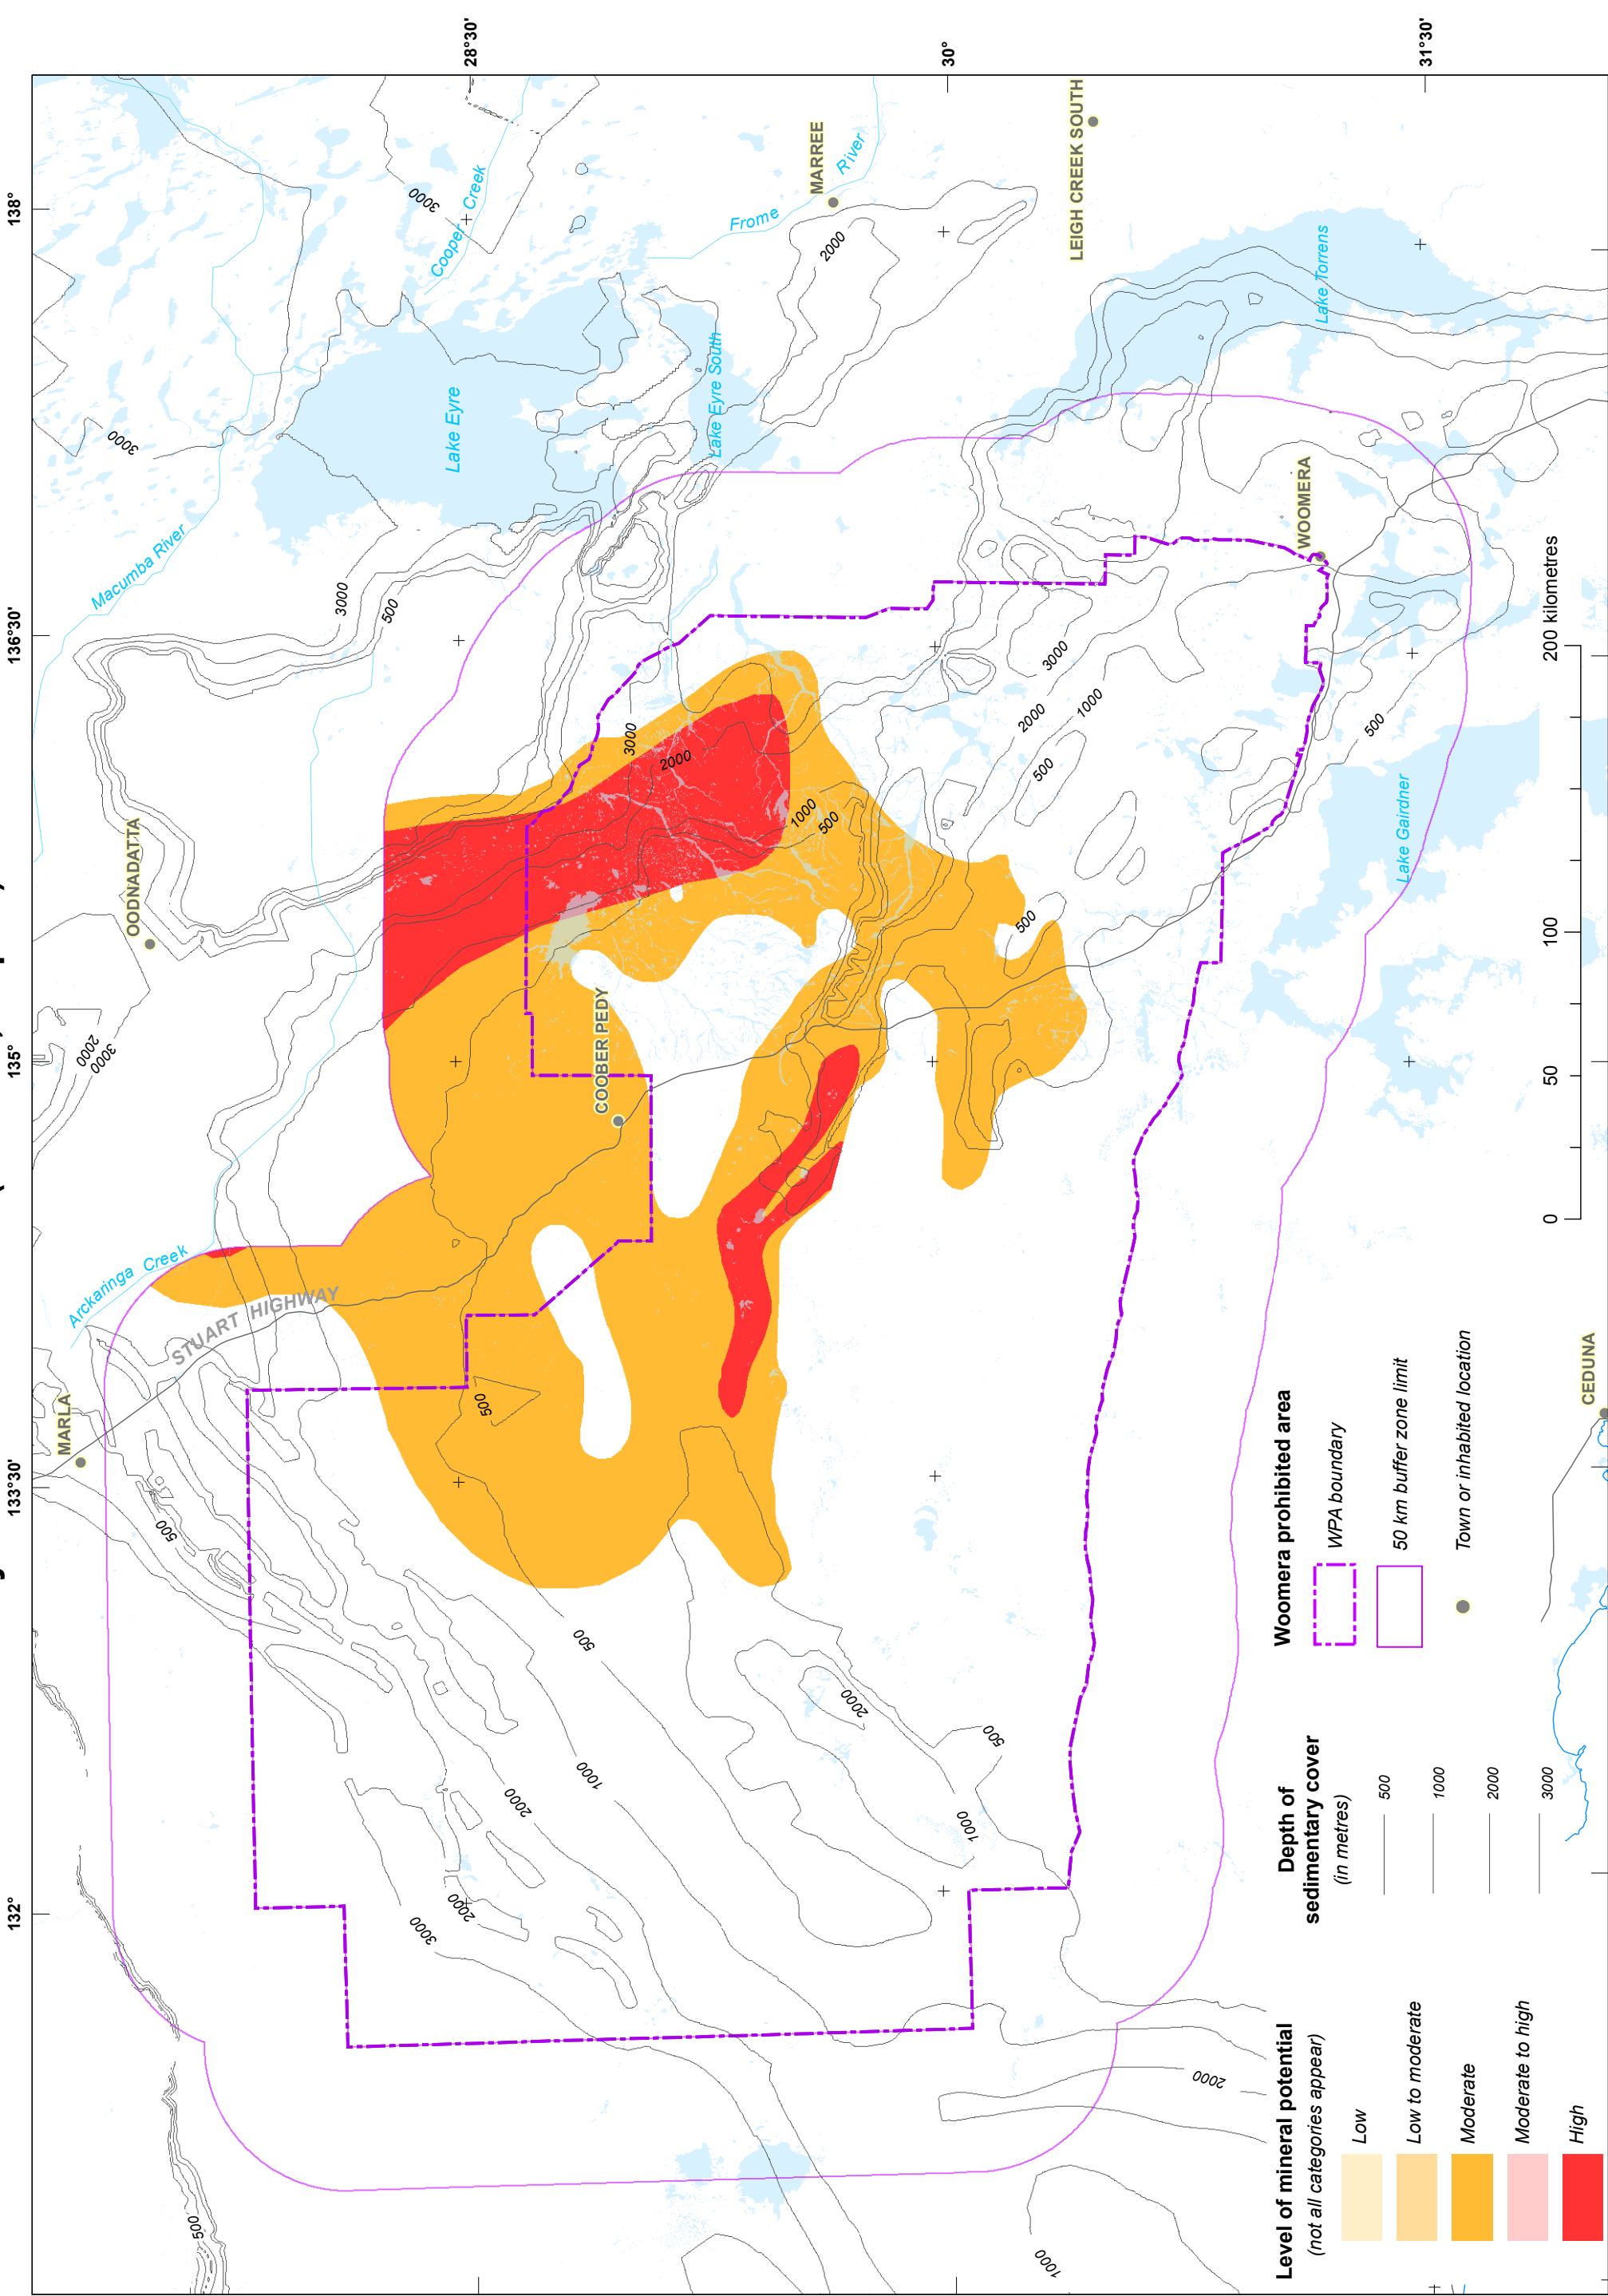 132°
133°30'
135°
136°30'
138°
28°30'
30°
31°30'
MARLA
OODNADATTA
COOBER PEDY
MARREE
LEIGH CREEK SOUTH
WOOMERA
CEDUNA
STUART HIGHWAY
Arckaringa Creek
Macumba River
Cooper Creek
Frome River
Lake Eyre
Lake Eyre South
Lake Torrens
Lake Gairdner
500
500
500
500
500
500
500
500
500
500
1000
1000
1000
1000
1000
2000
2000
2000
2000
2000
2000
2000
2000
3000
3000
3000
3000
3000
3000
3000
Level of mineral potential
(not all categories appear)
Low
Low to moderate
Moderate
Moderate to high
High
Depth of
sedimentary cover
(in metres)
500
1000
2000
3000
Woomera prohibited area
WPA boundary
50 km buffer zone limit
Town or inhabited location
0 50 100 200 kilometres